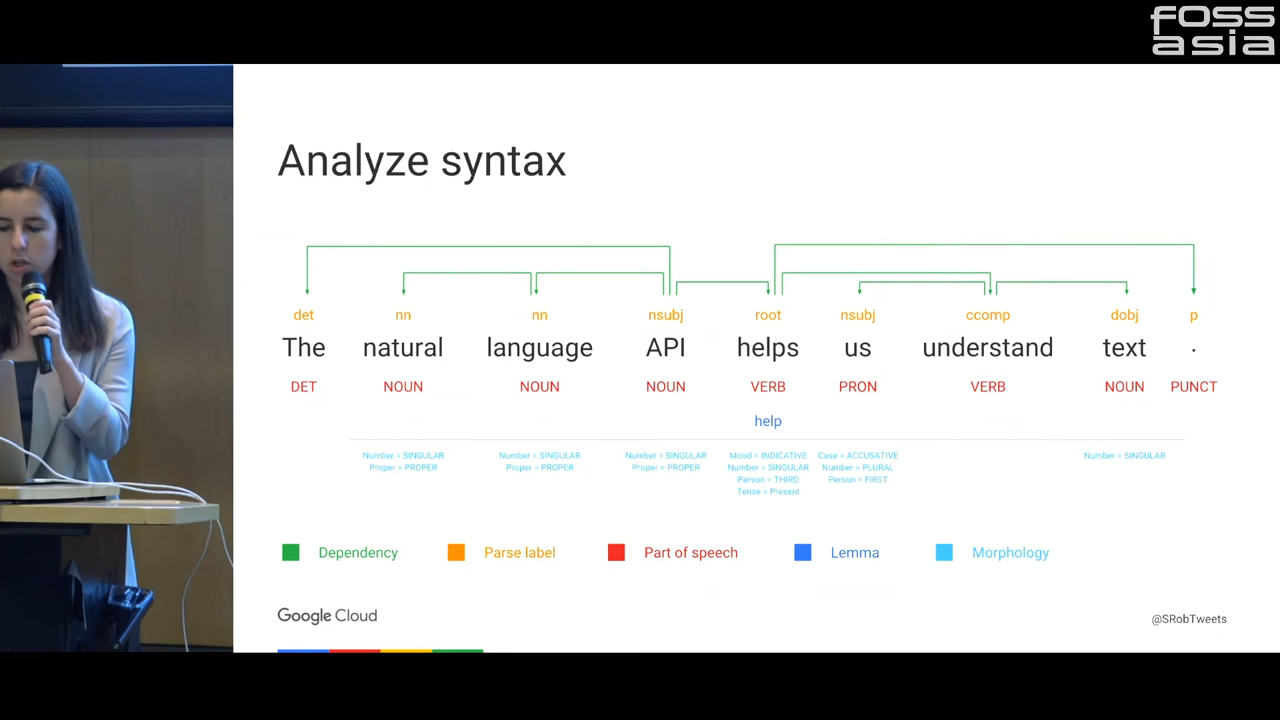 FOSS
asia
Analyze syntax
det nn nn nsubj root nsubj ccomp dobj p
The natural language API helps us understand text .
DET NOUN NOUN NOUN VERB PRON VERB NOUN PUNCT
help
Number = SINGULAR Number = SINGULAR Number = SINGULAR Mood = INDICATIVE Case = ACCUSATIVE Number = SINGULAR
Proper = PROPER Proper = PROPER Proper = PROPER Number = SINGULAR Number = PLURAL
Person = THIRD Person = FIRST
Tense = Present
Dependency Parse label Part of speech Lemma Morphology
Google Cloud
@SRobTweets